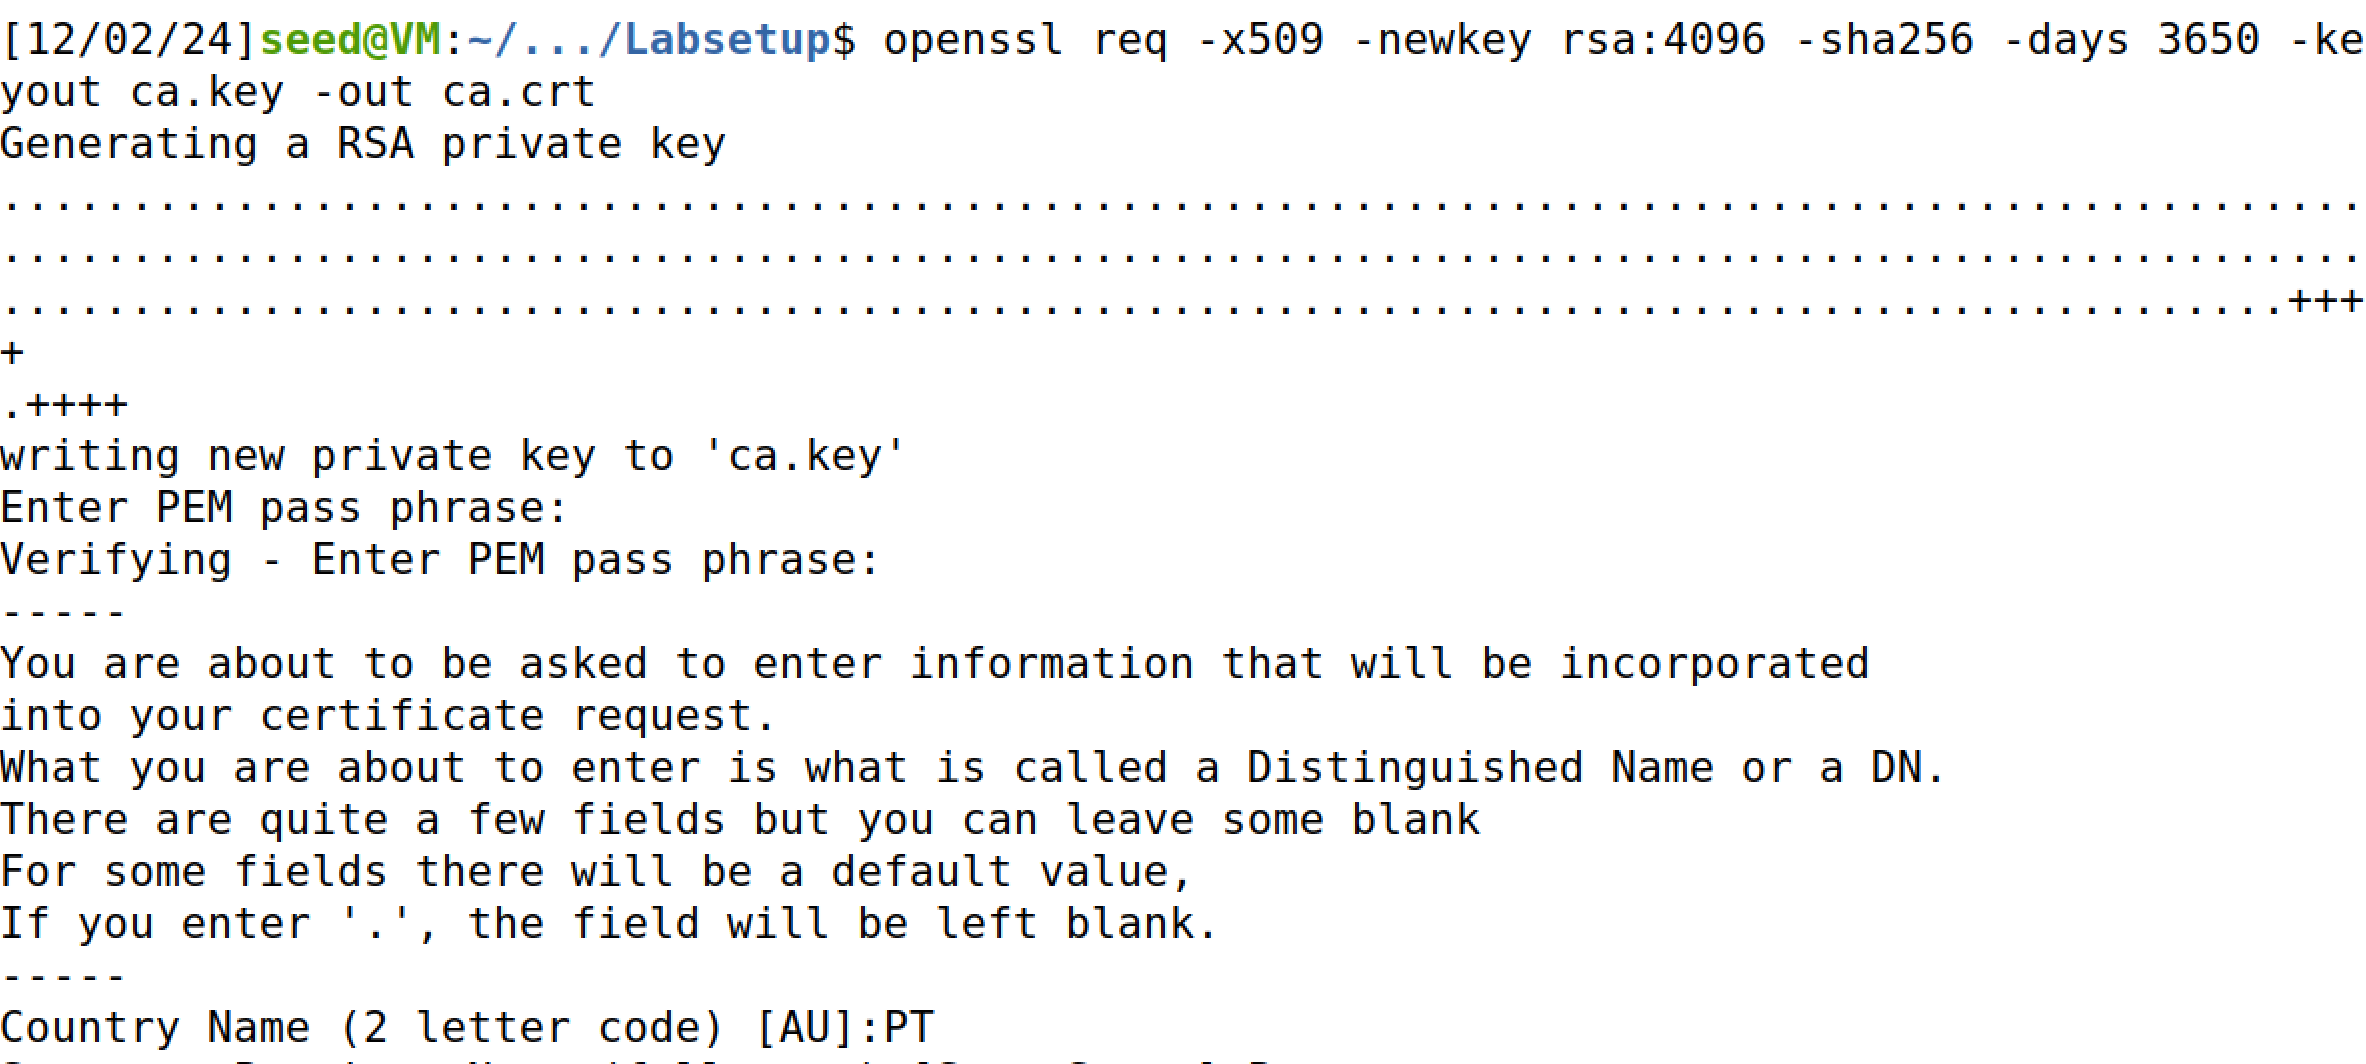 [12/02/24]seed@VM:~/.../Labsetup$ openssl req -x509 -newkey rsa:4096 -sha256 -days 3650 -ke
yout ca.key -out ca.crt
Generating a RSA private key
...........................................................................................
...........................................................................................
........................................................................................+++
+
.++++
writing new private key to 'ca.key'
Enter PEM pass phrase:
Verifying - Enter PEM pass phrase:
-----
You are about to be asked to enter information that will be incorporated
into your certificate request.
What you are about to enter is what is called a Distinguished Name or a DN.
There are quite a few fields but you can leave some blank
For some fields there will be a default value,
If you enter '.', the field will be left blank.
-----
Country Name (2 letter code) [AU]:PT